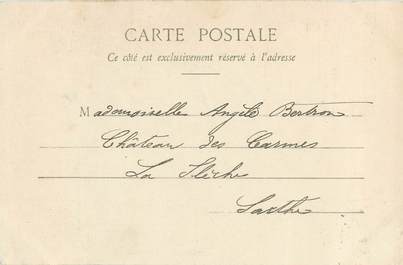 CARTE POSTALE
Ce côté est exclusivement réservé à l'adresse
Mademoiselle Angèle Bertron
Château des Carmes
La Flèche
Sarthe